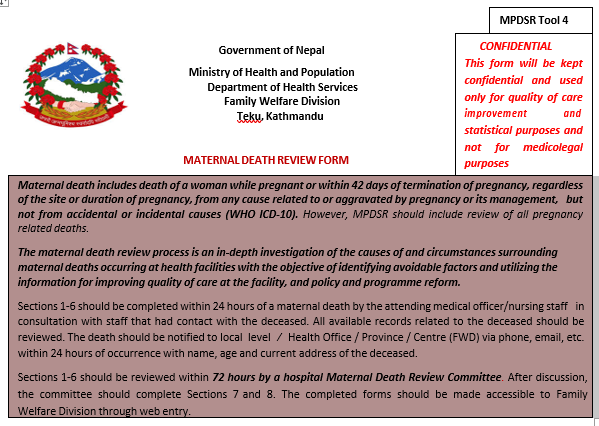 MPDSR Tool 4
Government of Nepal
Ministry of Health and Population
Department of Health Services
Family Welfare Division
Teku, Kathmandu
CONFIDENTIAL
This form will be kept
confidential and used
only for quality of care
improvement and
statistical purposes and
not for medicolegal
purposes
MATERNAL DEATH REVIEW FORM
Maternal death includes death of a woman while pregnant or within 42 days of termination of pregnancy, regardless
of the site or duration of pregnancy, from any cause related to or aggravated by pregnancy or its management, but
not from accidental or incidental causes (WHO ICD-10). However, MPDSR should include review of all pregnancy
related deaths.
The maternal death review process is an in-depth investigation of the causes of and circumstances surrounding
maternal deaths occurring at health facilities with the objective of identifying avoidable factors and utilizing the
information for improving quality of care at the facility, and policy and programme reform.
Sections 1-6 should be completed within 24 hours of a maternal death by the attending medical officer/nursing staff in
consultation with staff that had contact with the deceased. All available records related to the deceased should be
reviewed. The death should be notified to local level / Health Office / Province / Centre (FWD) via phone, email, etc.
within 24 hours of occurrence with name, age and current address of the deceased.
Sections 1-6 should be reviewed within 72 hours by a hospital Maternal Death Review Committee. After discussion,
the committee should complete Sections 7 and 8. The completed forms should be made accessible to Family
Welfare Division through web entry.